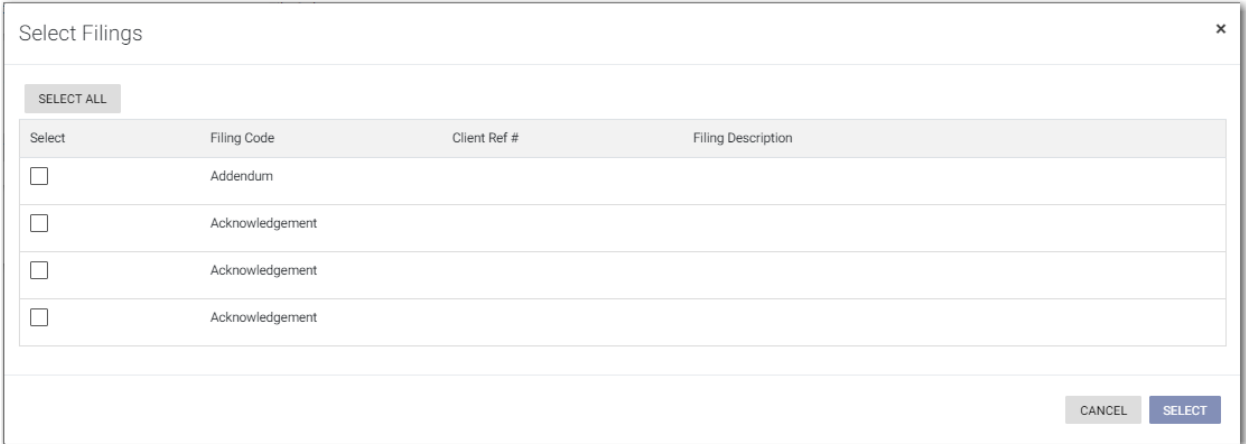 Select Filings ×
SELECT ALL
Select Filing Code Client Ref # Filing Description
Addendum
Acknowledgement
Acknowledgement
Acknowledgement
CANCEL SELECT